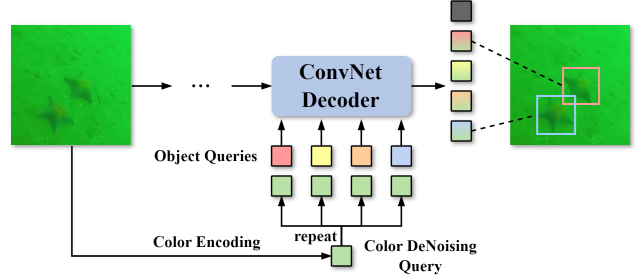 ...
ConvNet
Decoder
Object Queries
repeat
Color Encoding
Color DeNoising
Query